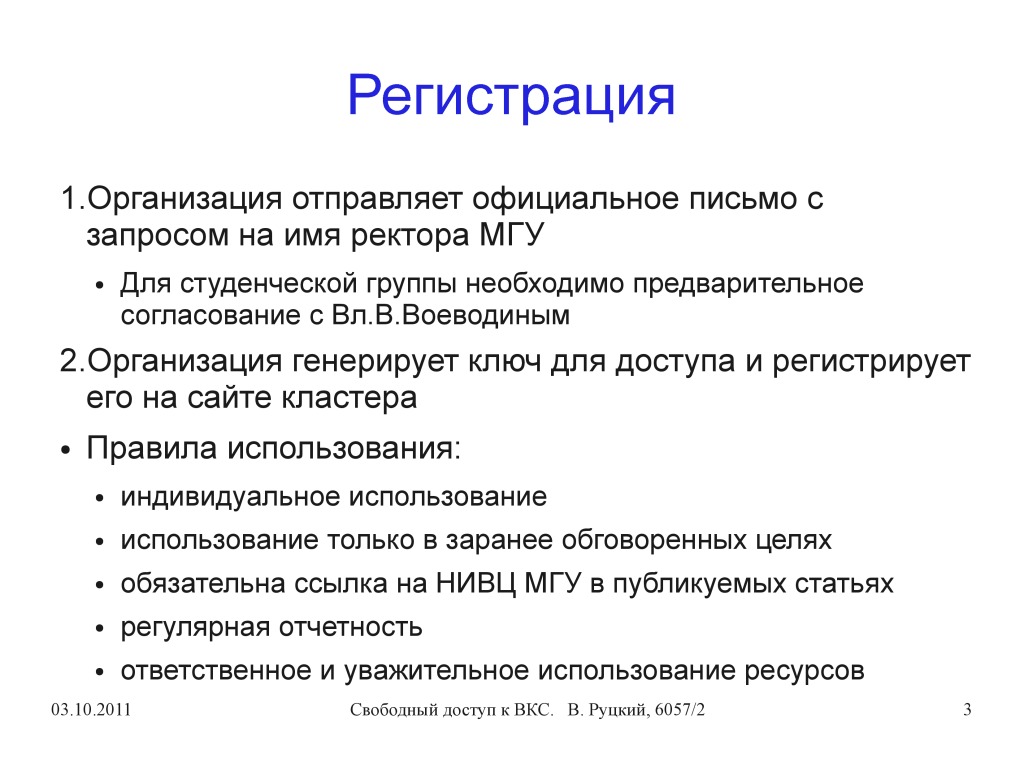 Регистрация
1.Организация отправляет официальное письмо с
запросом на имя ректора МГУ
• Для студенческой группы необходимо предварительное
согласование с Вл.В.Воеводиным
2.Организация генерирует ключ для доступа и регистрирует
его на сайте кластера
• Правила использования:
• индивидуальное использование
• использование только в заранее обговоренных целях
• обязательна ссылка на НИВЦ МГУ в публикуемых статьях
• регулярная отчетность
• ответственное и уважительное использование ресурсов
03.10.2011 Свободный доступ к ВКС. В. Руцкий, 6057/2 3